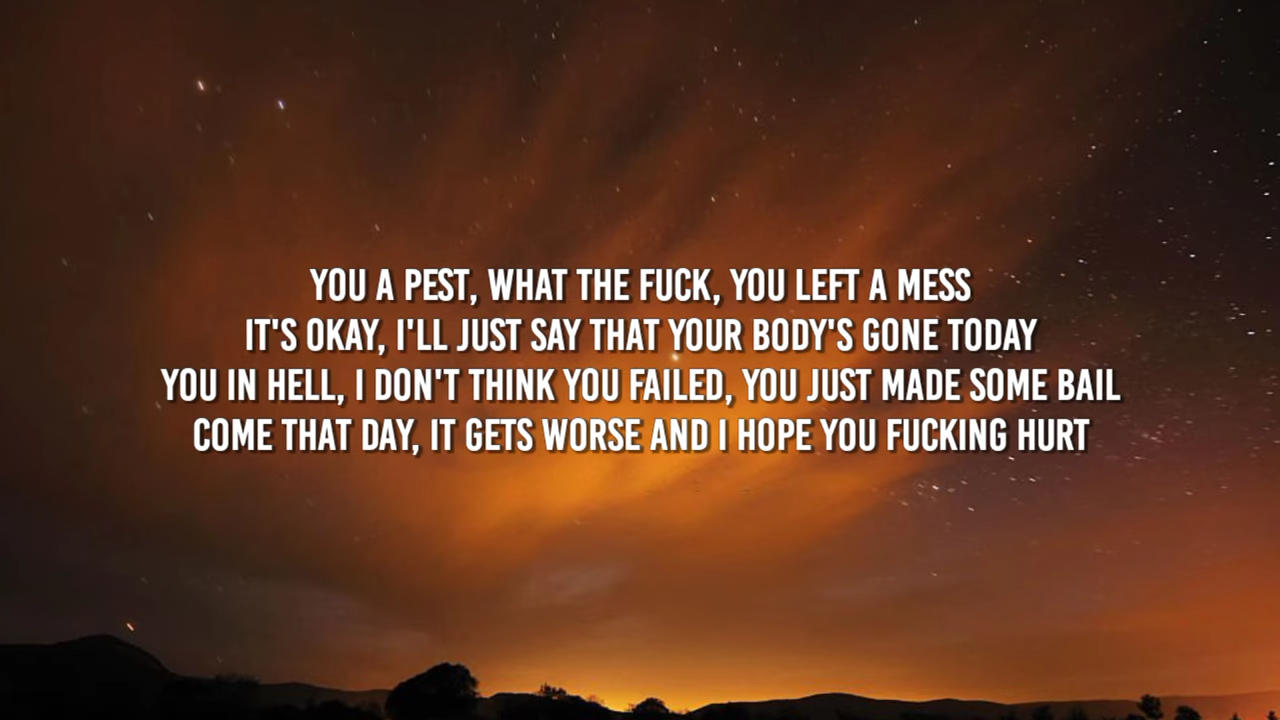 YOU A PEST, WHAT THE FUCK, YOU LEFT A MESS
IT'S OKAY, I'LL JUST SAY THAT YOUR BODY'S GONE TODAY
YOU IN HELL, I DON'T THINK YOU FAILED, YOU JUST MADE SOME BAIL
COME THAT DAY, IT GETS WORSE AND I HOPE YOU FUCKING HURT